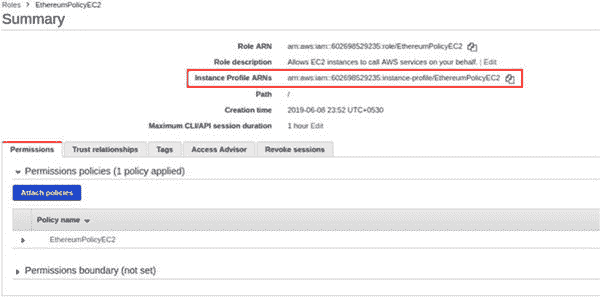 Roles > EthereumPolicyEC2
Summary
Role ARN arn:aws:iam::602698529235:role/EthereumPolicyEC2
Role description Allows EC2 instances to call AWS services on your behalf. | Edit
Instance Profile ARNs arn:aws:iam::602698529235:instance-profile/EthereumPolicyEC2
Path /
Creation time 2019-06-08 23:52 UTC+0530
Maximum CLI/API session duration 1 hour Edit
Permissions Trust relationships Tags Access Advisor Revoke sessions
Permissions policies (1 policy applied)
Attach policies
Policy name
EthereumPolicyEC2
Permissions boundary (not set)